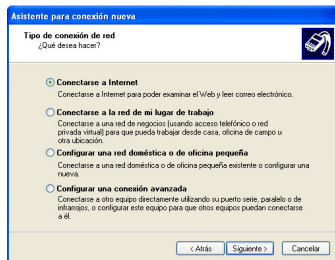 Asistente para conexión nueva
Tipo de conexión de red
¿Qué desea hacer?
Conectarse a Internet
Conectarse a Internet para poder examinar el Web y leer correo electrónico.
Conectarse a la red de mi lugar de trabajo
Conectarse a una red de negocios (usando acceso telefónico o red
privada virtual) para que pueda trabajar desde casa, oficina de campo u
otra ubicación.
Configurar una red doméstica o de oficina pequeña
Conectarse a una red doméstica o de oficina pequeña existente o configurar una
nueva.
Configurar una conexión avanzada
Conectarse a otro equipo directamente utilizando su puerto serie, paralelo o de
infrarrojos, o configurar este equipo para que otros equipos puedan conectarse
a él.
< Atrás Siguiente > Cancelar